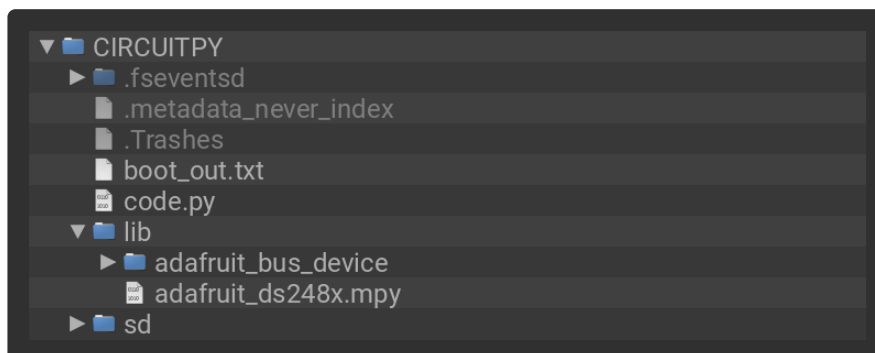 CIRCUITPY
.fseventsd
.metadata_never_index
.Trashes
boot_out.txt
code.py
lib
adafruit_bus_device
adafruit_ds248x.mpy
sd